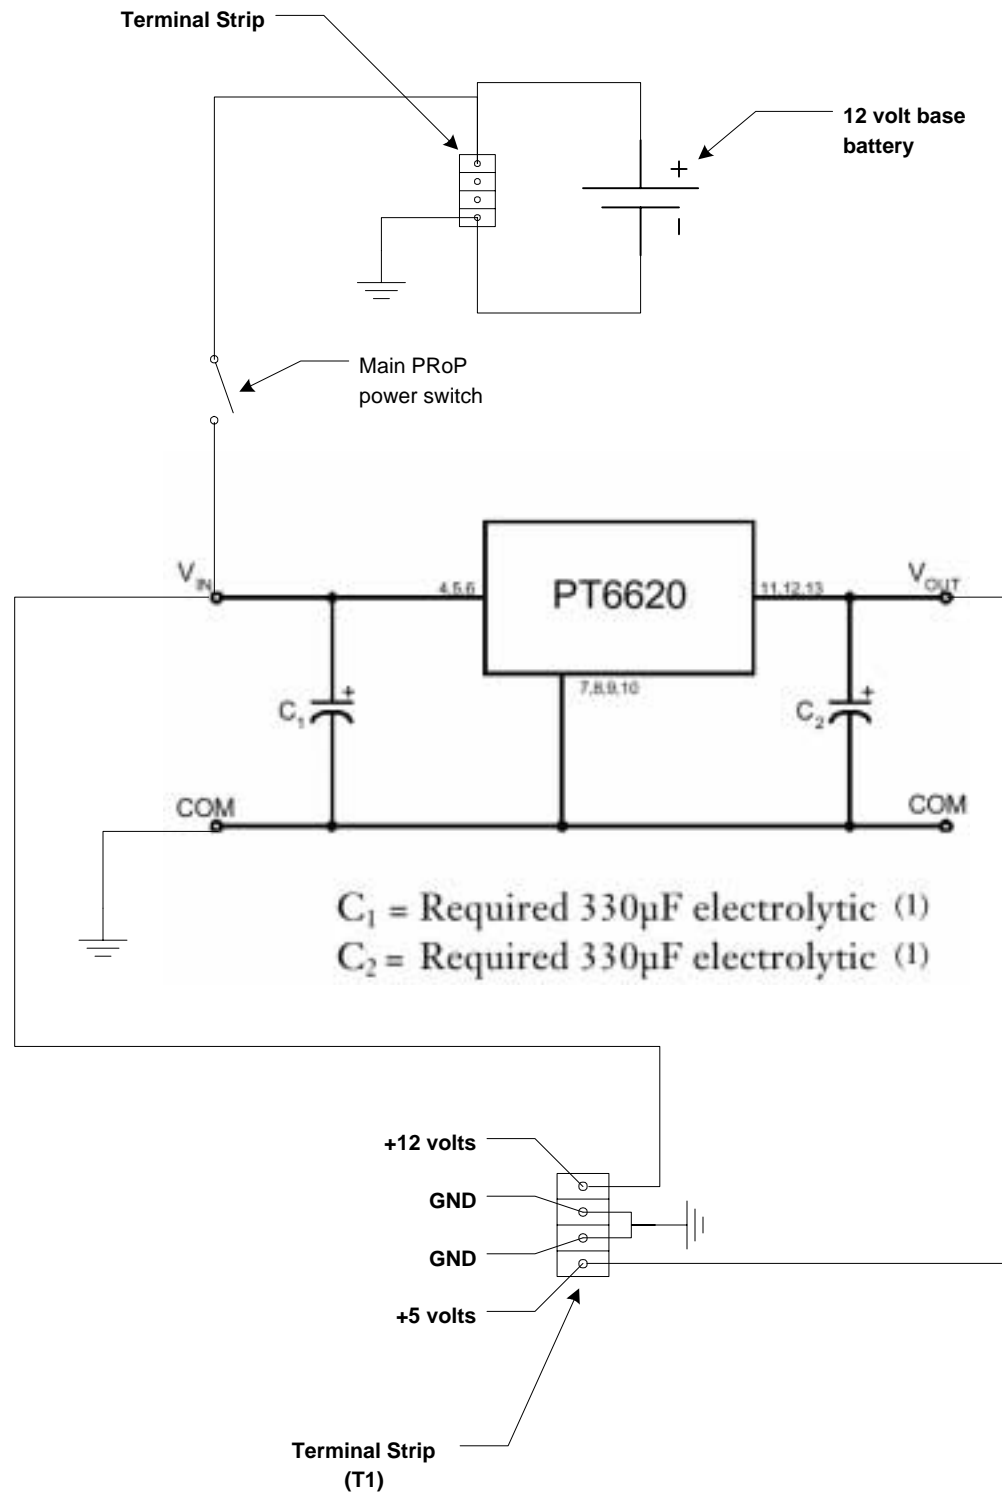 Terminal Strip
12 volt base
battery
+
Main PRoP
power switch
V IN
4,5,6
PT6620
11,12,13
V OUT
7,8,9,10
C1
+
C2
+
COM
COM
C1 = Required 330µF electrolytic (1)
C2 = Required 330µF electrolytic (1)
+12 volts
GND
GND
+5 volts
Terminal Strip
(T1)